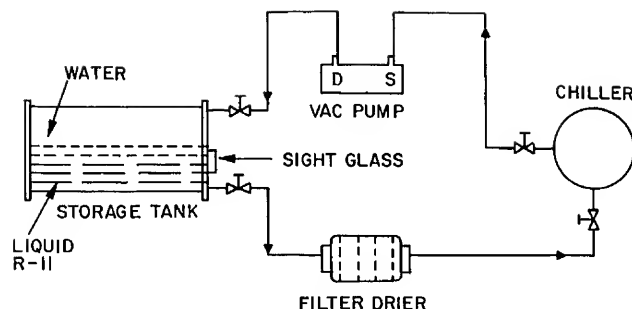 WATER
D S
VAC PUMP
CHILLER
SIGHT GLASS
STORAGE TANK
LIQUID
R-11
FILTER DRIER